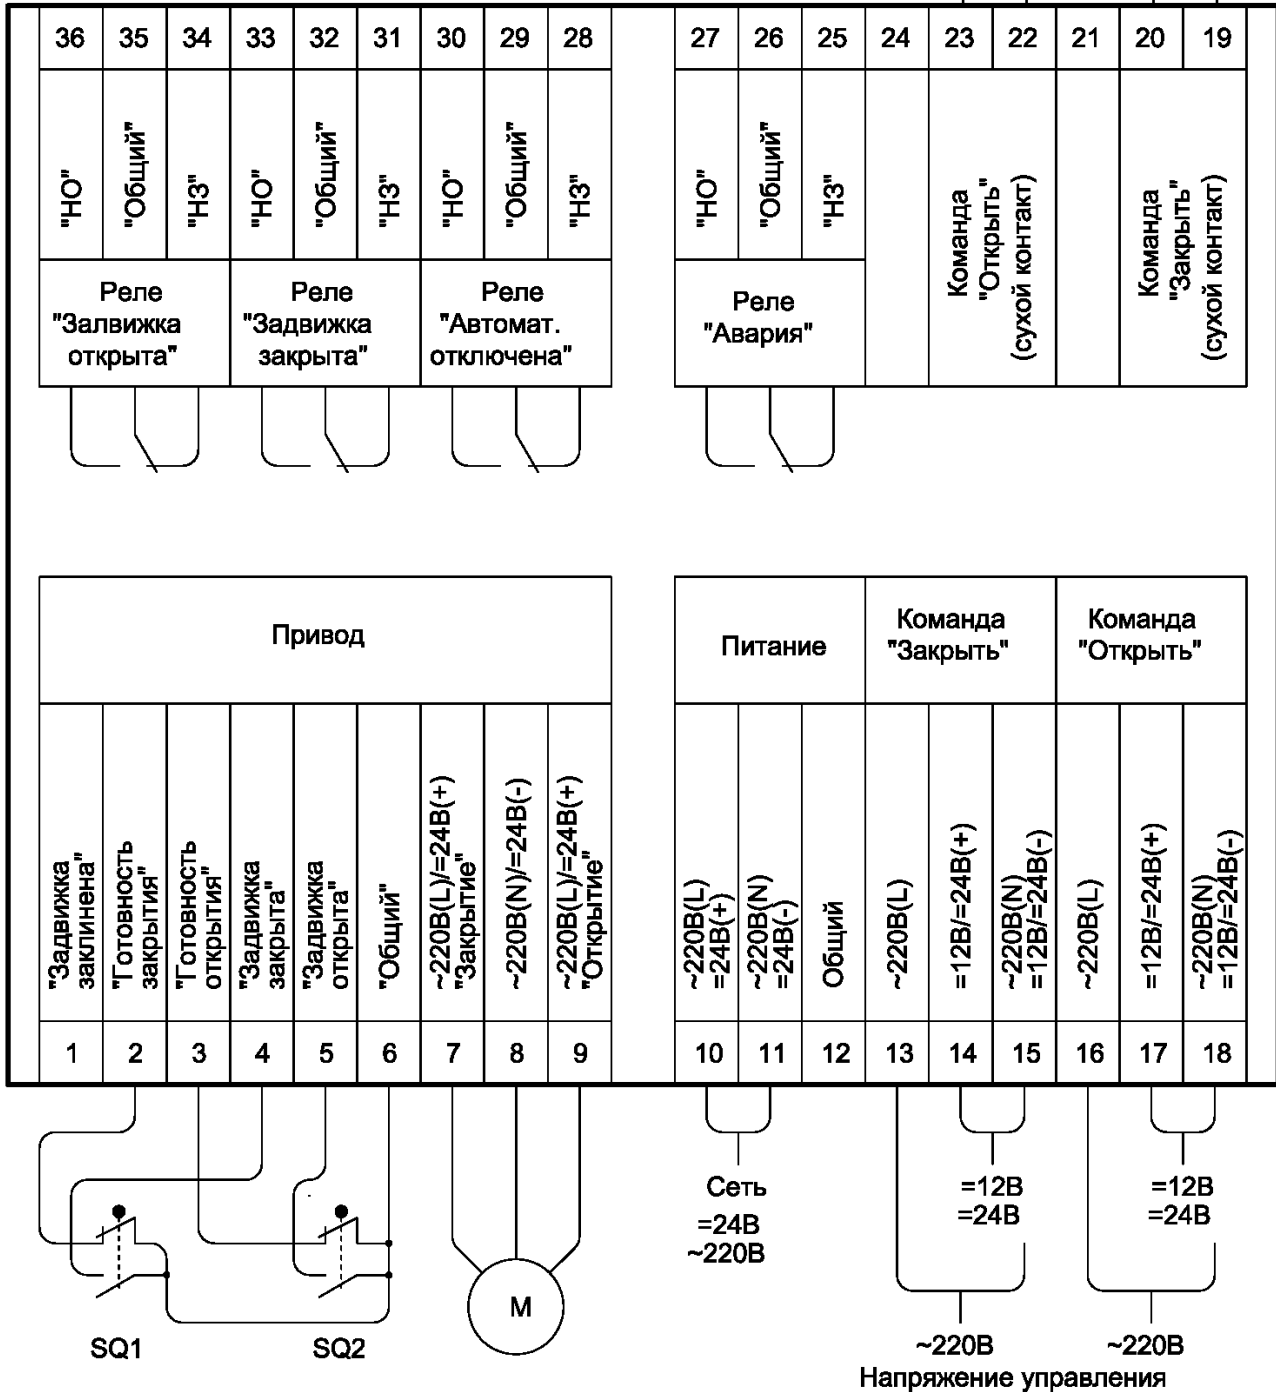 36 35 34 33 32 31 30 29 28 27 26 25 24 23 22 21 20 19
"НО"
"Общий"
"НЗ"
"НО"
"Общий"
"НЗ"
"НО"
"Общий"
"НЗ"
"НО"
"Общий"
"НЗ"
Команда
"Открыть"
(сухой контакт)
Команда
"Закрыть"
(сухой контакт)
Реле
"Залвижка
открыта"
Реле
"Задвижка
закрыта"
Реле
"Автомат.
отключена"
Реле
"Авария"
Привод
Питание
Команда
"Закрыть"
Команда
"Открыть"
"Задвижка
заклинена"
"Готовность
закрытия"
"Готовность
открытия"
"Задвижка
закрыта"
"Задвижка
открыта"
"Общий"
~220В(L)/=24В(+)
"Закрытие"
~220В(N)/=24В(-)
~220В(L)/=24В(+)
"Открытие"
~220В(L)
=24В(+)
~220В(N)
=24В(-)
Общий
~220В(L)
=12В/=24В(+)
~220В(N)
=12В/=24В(-)
~220В(L)
=12В/=24В(+)
~220В(N)
=12В/=24В(-)
1 2 3 4 5 6 7 8 9 10 11 12 13 14 15 16 17 18
Сеть
=24В
~220В
=12В
=24В
=12В
=24В
М
SQ1
SQ2
~220В
~220В
Напряжение управления